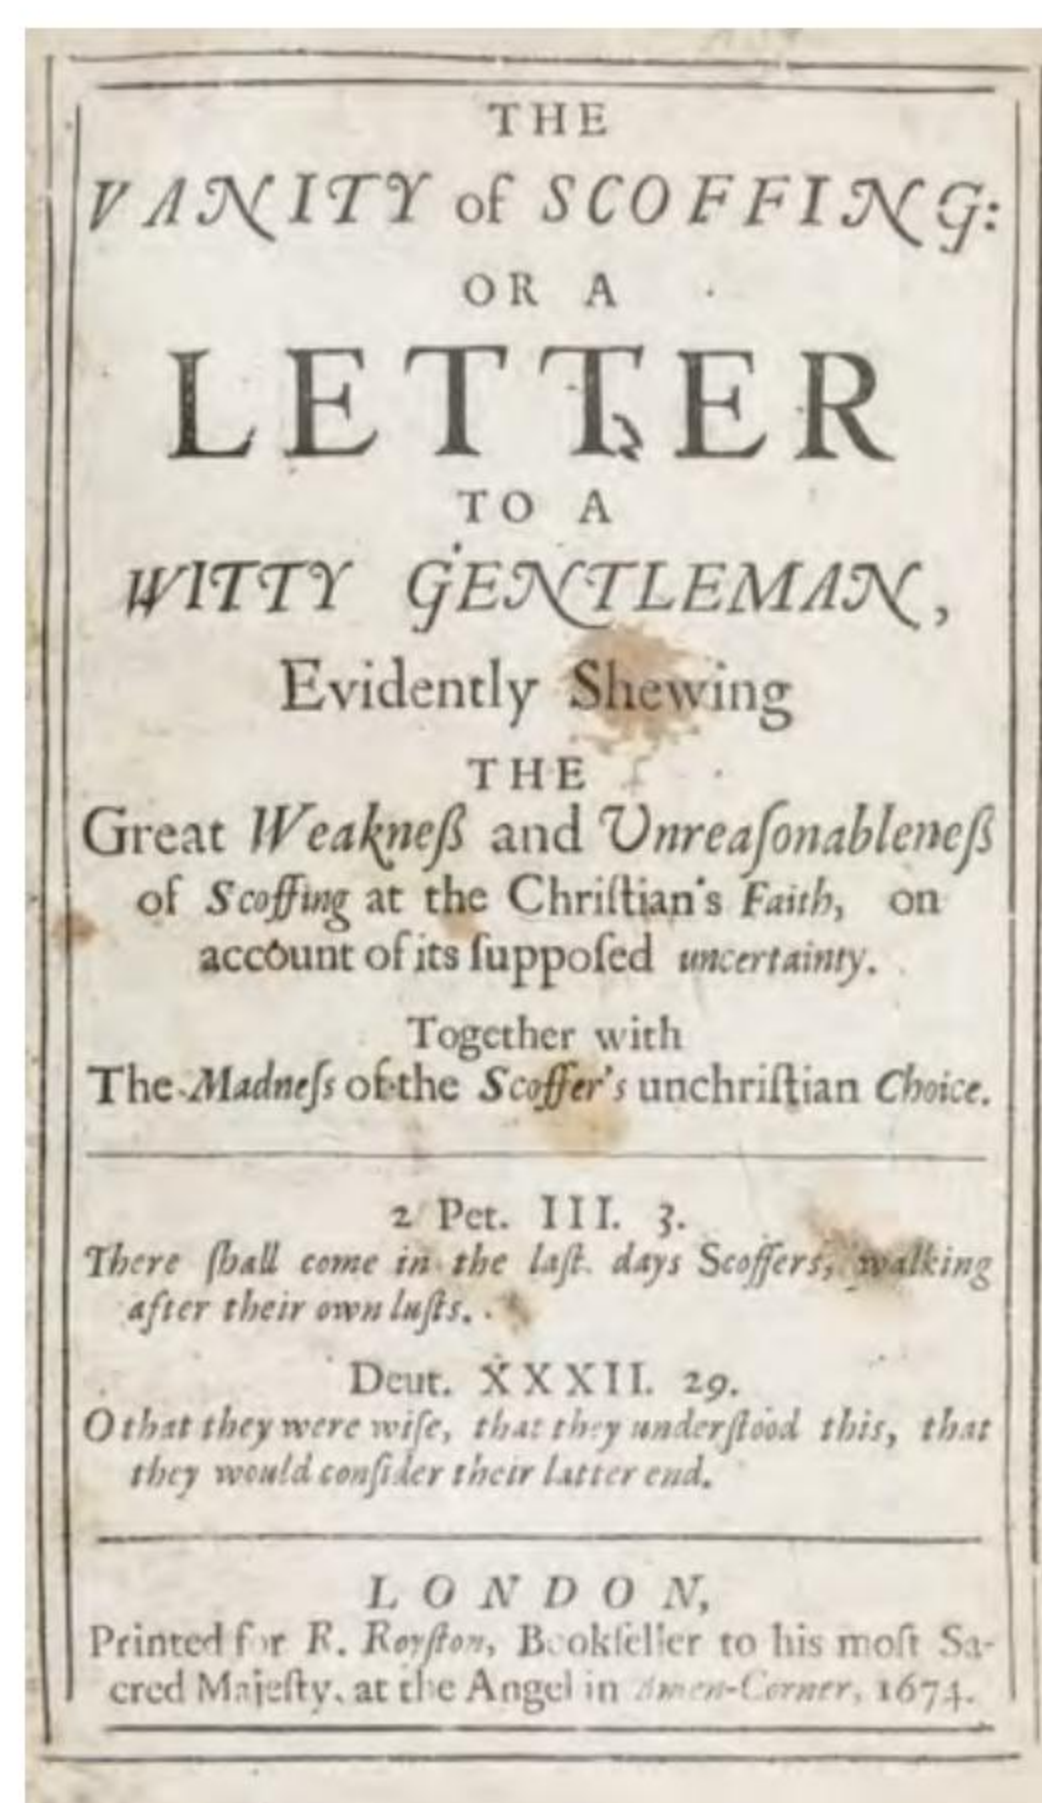 THE
VANITY of SCOFFING:
OR A
LETTER
TO A
WITTY GENTLEMAN,
Evidently Shewing
THE
Great Weakneß and Unreaſonableneß
of Scoffing at the Chriſtian's Faith, on
account of its ſuppoſed uncertainty.
Together with
The Madneſs of the Scoffer's unchriſtian Choice.
2 Pet. III. 3.
There ſhall come in the laſt days Scoffers, walking
after their own luſts.
Deut. XXXII. 29.
O that they were wiſe, that they underſtood this, that
they would conſider their latter end.
LONDON,
Printed for R. Royſton, Bookſeller to his moſt Sa-
cred Majeſty, at the Angel in Amen-Corner, 1674.